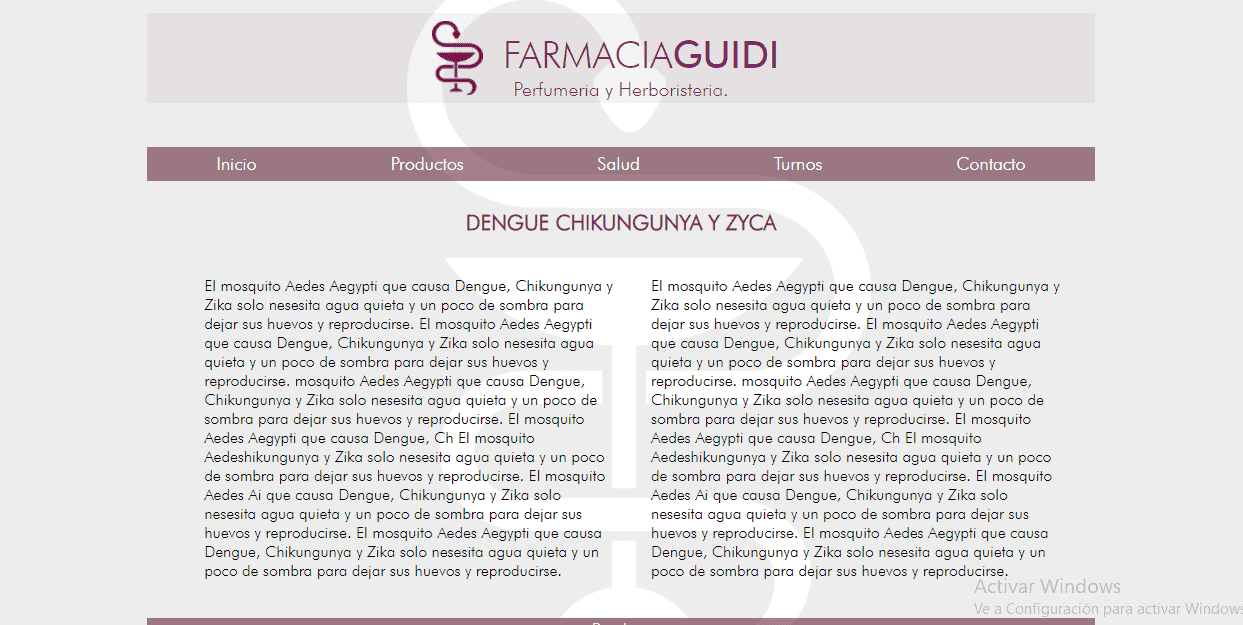 FARMACIAGUIDI
Perfumeria y Herboristeria.
Inicio Productos Salud Turnos Contacto
DENGUE CHIKUNGUNYA Y ZYCA
El mosquito Aedes Aegypti que causa Dengue, Chikungunya y
Zika solo nesesita agua quieta y un poco de sombra para
dejar sus huevos y reproducirse. El mosquito Aedes Aegypti
que causa Dengue, Chikungunya y Zika solo nesesita agua
quieta y un poco de sombra para dejar sus huevos y
reproducirse. mosquito Aedes Aegypti que causa Dengue,
Chikungunya y Zika solo nesesita agua quieta y un poco de
sombra para dejar sus huevos y reproducirse. El mosquito
Aedes Aegypti que causa Dengue, Ch El mosquito
Aedeshikungunya y Zika solo nesesita agua quieta y un poco
de sombra para dejar sus huevos y reproducirse. El mosquito
Aedes Ai que causa Dengue, Chikungunya y Zika solo
nesesita agua quieta y un poco de sombra para dejar sus
huevos y reproducirse. El mosquito Aedes Aegypti que causa
Dengue, Chikungunya y Zika solo nesesita agua quieta y un
poco de sombra para dejar sus huevos y reproducirse.
El mosquito Aedes Aegypti que causa Dengue, Chikungunya y
Zika solo nesesita agua quieta y un poco de sombra para
dejar sus huevos y reproducirse. El mosquito Aedes Aegypti
que causa Dengue, Chikungunya y Zika solo nesesita agua
quieta y un poco de sombra para dejar sus huevos y
reproducirse. mosquito Aedes Aegypti que causa Dengue,
Chikungunya y Zika solo nesesita agua quieta y un poco de
sombra para dejar sus huevos y reproducirse. El mosquito
Aedes Aegypti que causa Dengue, Ch El mosquito
Aedeshikungunya y Zika solo nesesita agua quieta y un poco
de sombra para dejar sus huevos y reproducirse. El mosquito
Aedes Ai que causa Dengue, Chikungunya y Zika solo
nesesita agua quieta y un poco de sombra para dejar sus
huevos y reproducirse. El mosquito Aedes Aegypti que causa
Dengue, Chikungunya y Zika solo nesesita agua quieta y un
poco de sombra para dejar sus huevos y reproducirse.
Activar Windows
Ve a Configuración para activar Windows